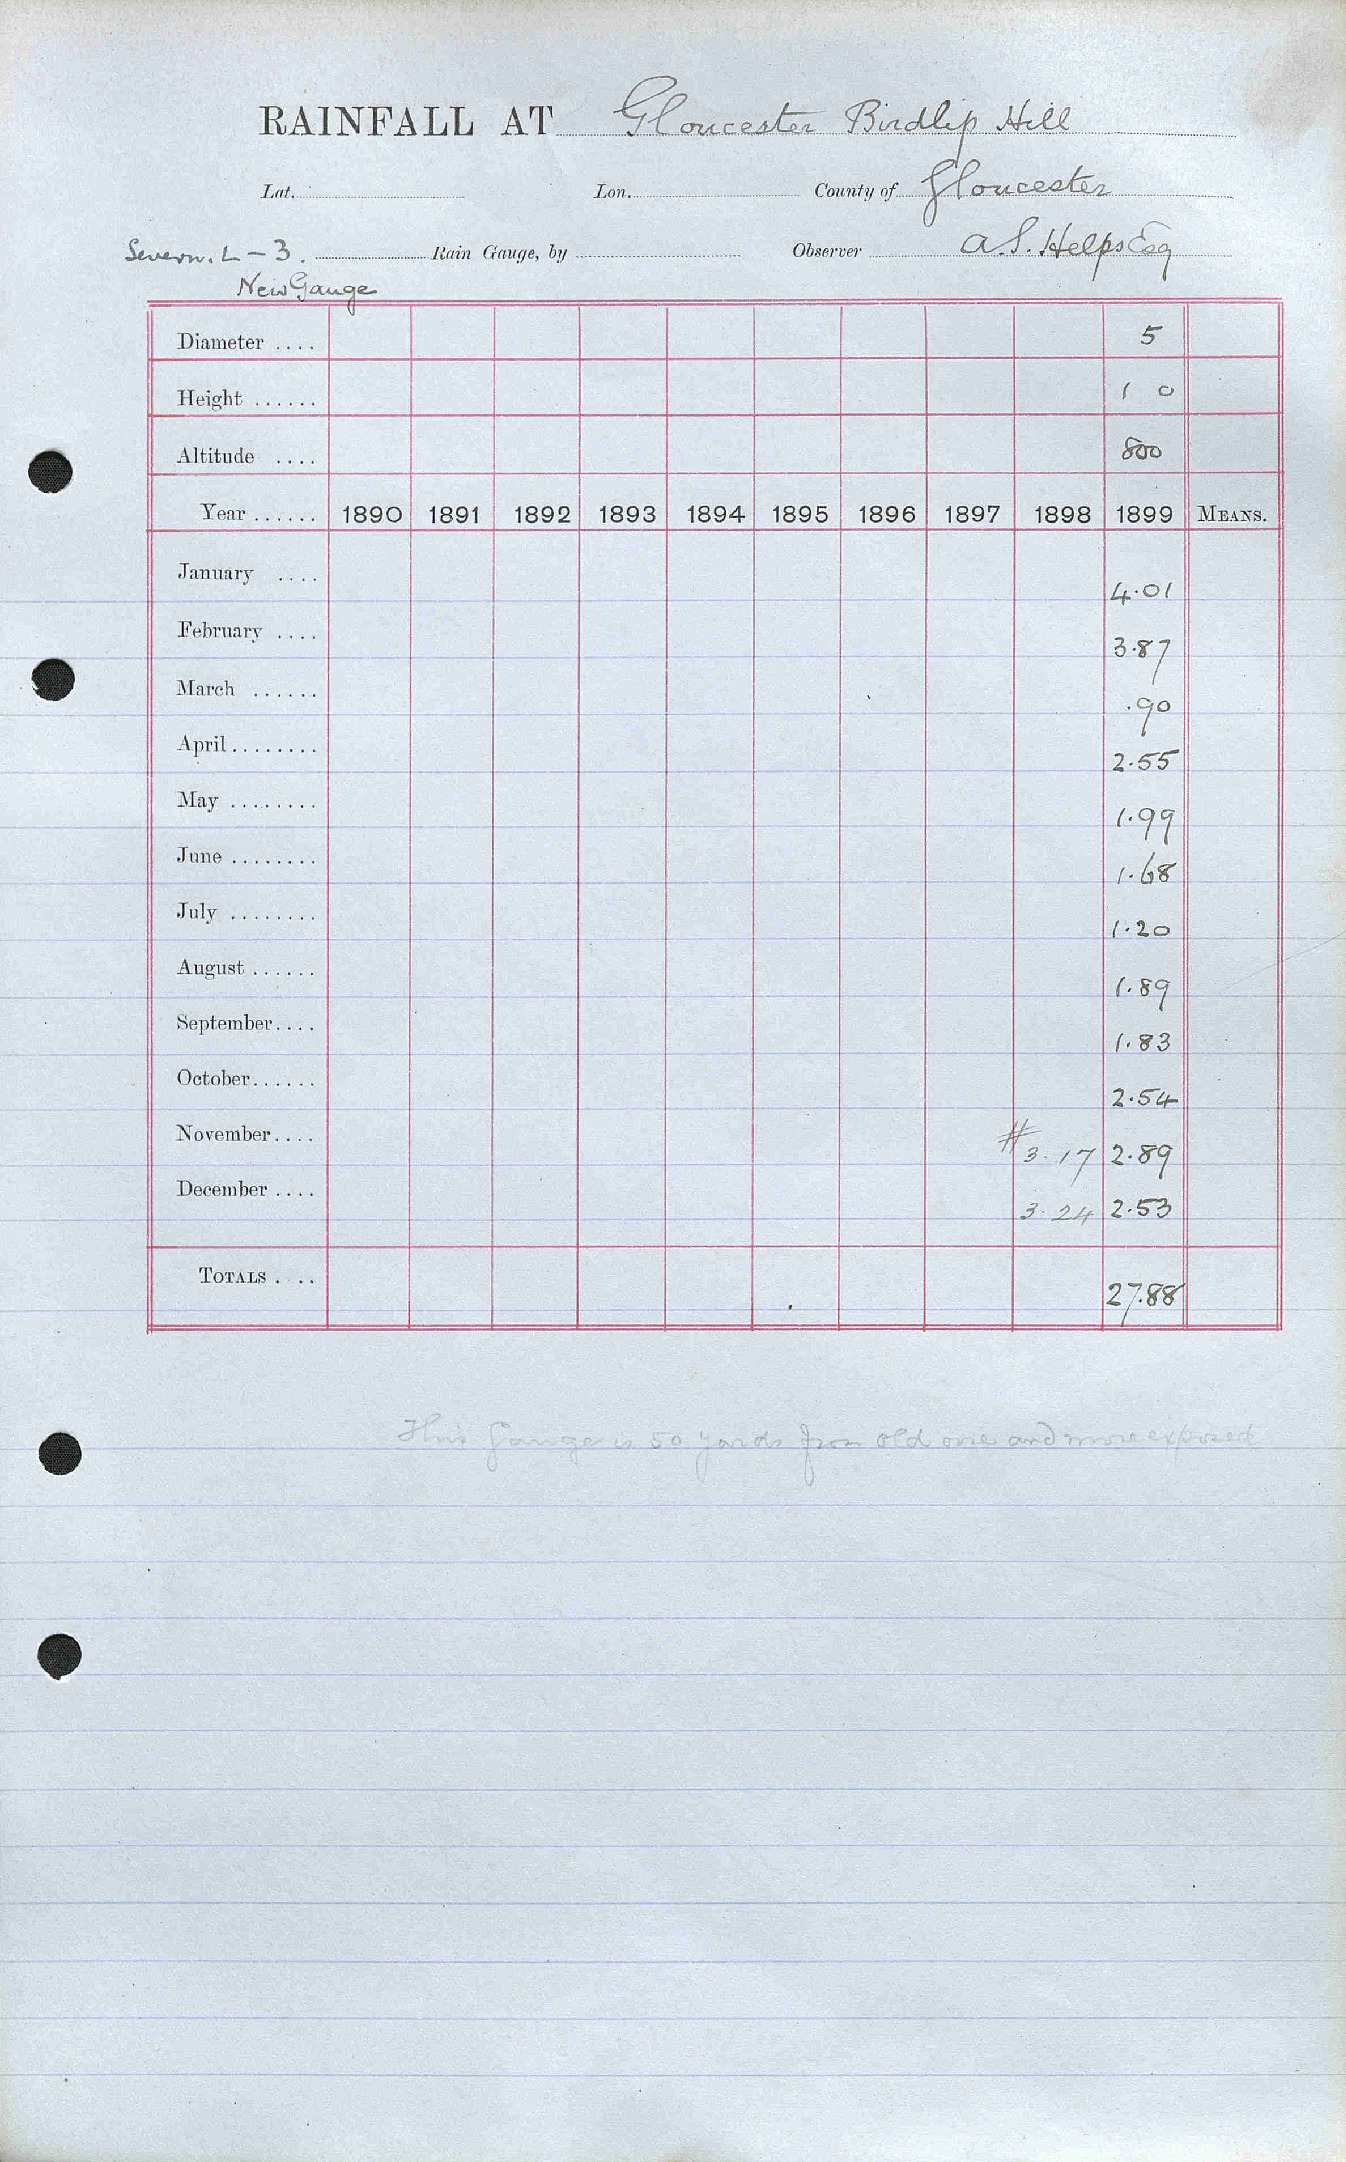 RAINFALL AT Gloucester Birdlip Hill
Lat. Lon. County of Gloucester
Severn. L-3. Rain Gauge, by Observer A.S. Helps Esq
New Gauge
Diameter .... 5
Height ...... 1 0
Altitude .... 800
Year ...... 1890 1891 1892 1893 1894 1895 1896 1897 1898 1899 MEANS.
January .... 4.01
February .... 3.87
March ...... .90
April ........ 2.55
May ........ 1.99
June ........ 1.68
July ........ 1.20
August ...... 1.89
September .... 1.83
October ...... 2.54
November .... # 3.17 2.89
December .... 3.24 2.53
TOTALS .... 27.88
This Gauge is 50 yards from old one and more exposed